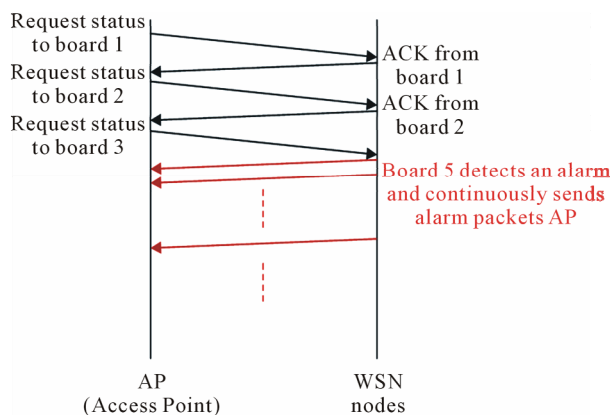 Request status
to board 1
ACK from
board 1
Request status
to board 2
ACK from
board 2
Request status
to board 3
Board 5 detects an alarm
and continuously sends
alarm packets AP
AP
(Access Point)
WSN
nodes